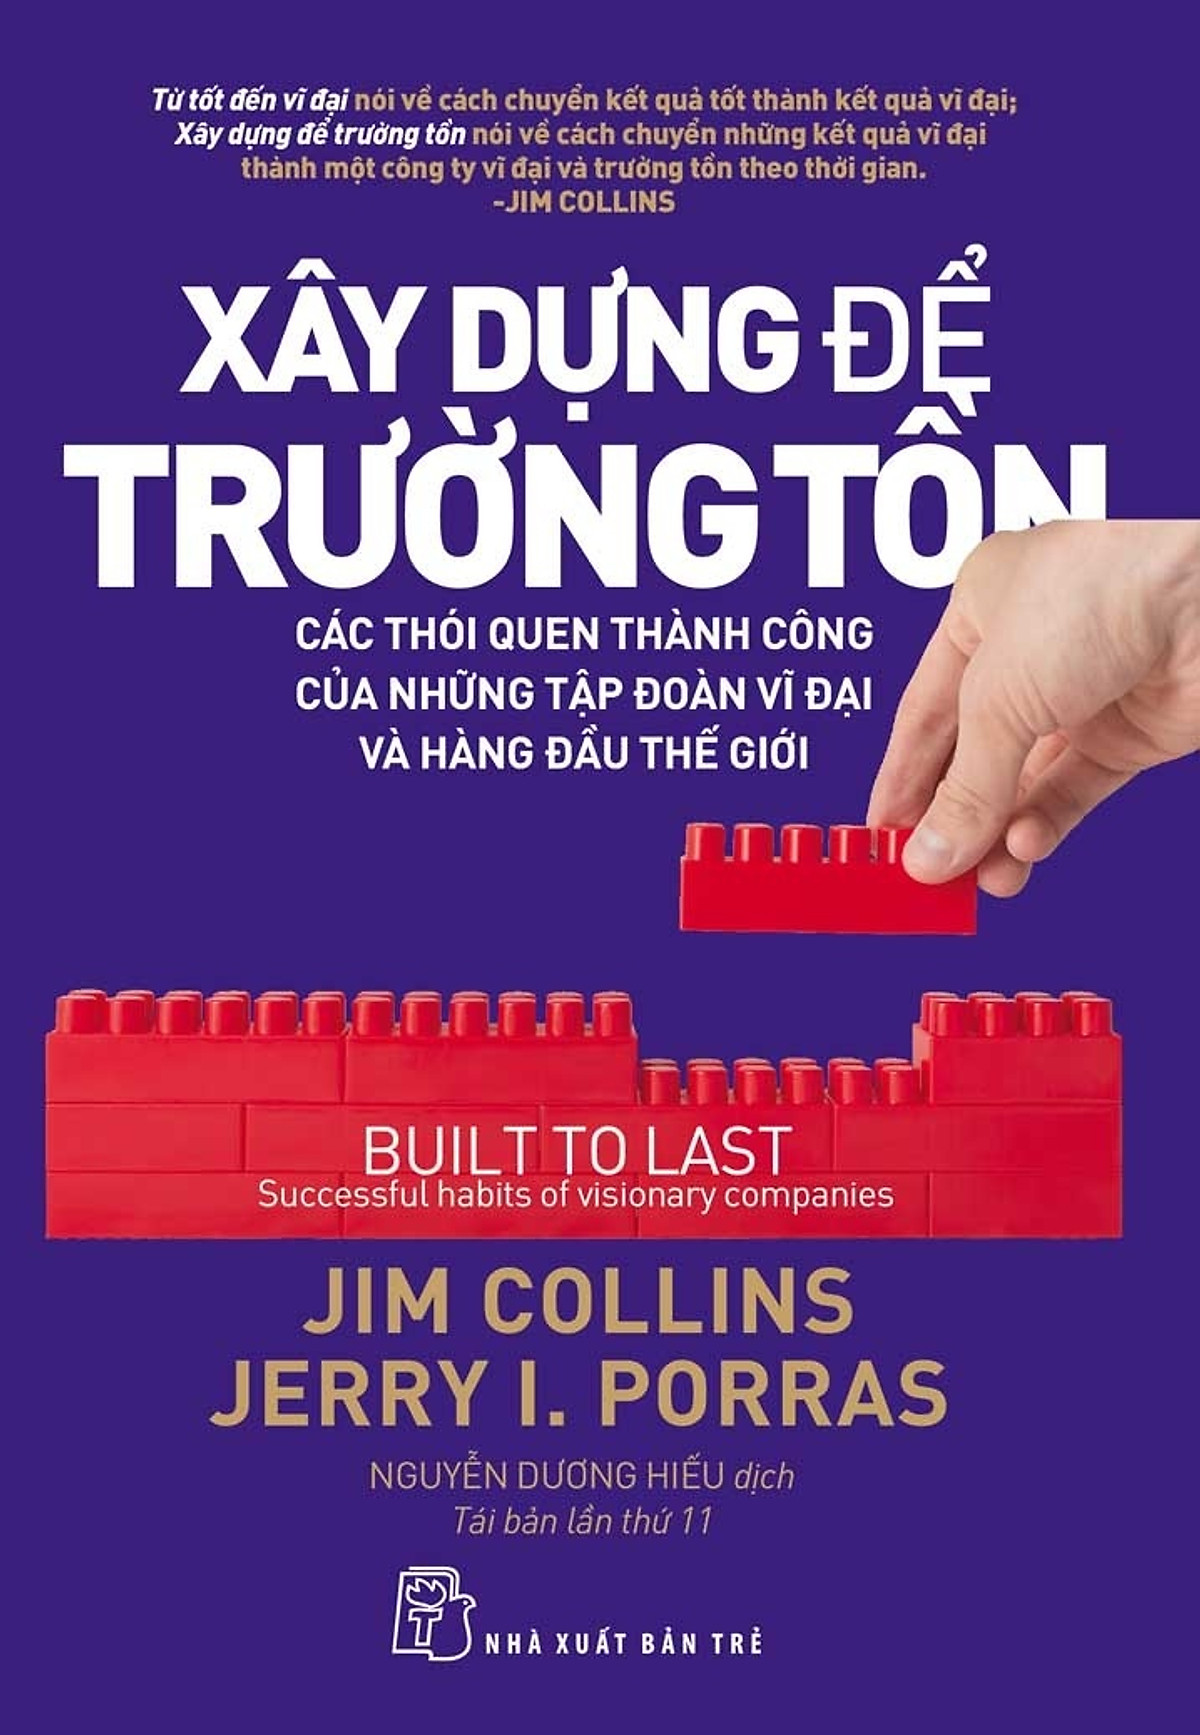 Từ tốt đến vĩ đại nói về cách chuyển kết quả tốt thành kết quả vĩ đại;
Xây dựng để trường tồn nói về cách chuyển những kết quả vĩ đại
thành một công ty vĩ đại và trường tồn theo thời gian.
-JIM COLLINS
XÂY DỰNG ĐỂ
TRƯỜNG TỒN
CÁC THÓI QUEN THÀNH CÔNG
CỦA NHỮNG TẬP ĐOÀN VĨ ĐẠI
VÀ HÀNG ĐẦU THẾ GIỚI
BUILT TO LAST
Successful habits of visionary companies
JIM COLLINS
JERRY I. PORRAS
NGUYỄN DƯƠNG HIẾU dịch
Tái bản lần thứ 11
T
NHÀ XUẤT BẢN TRẺ